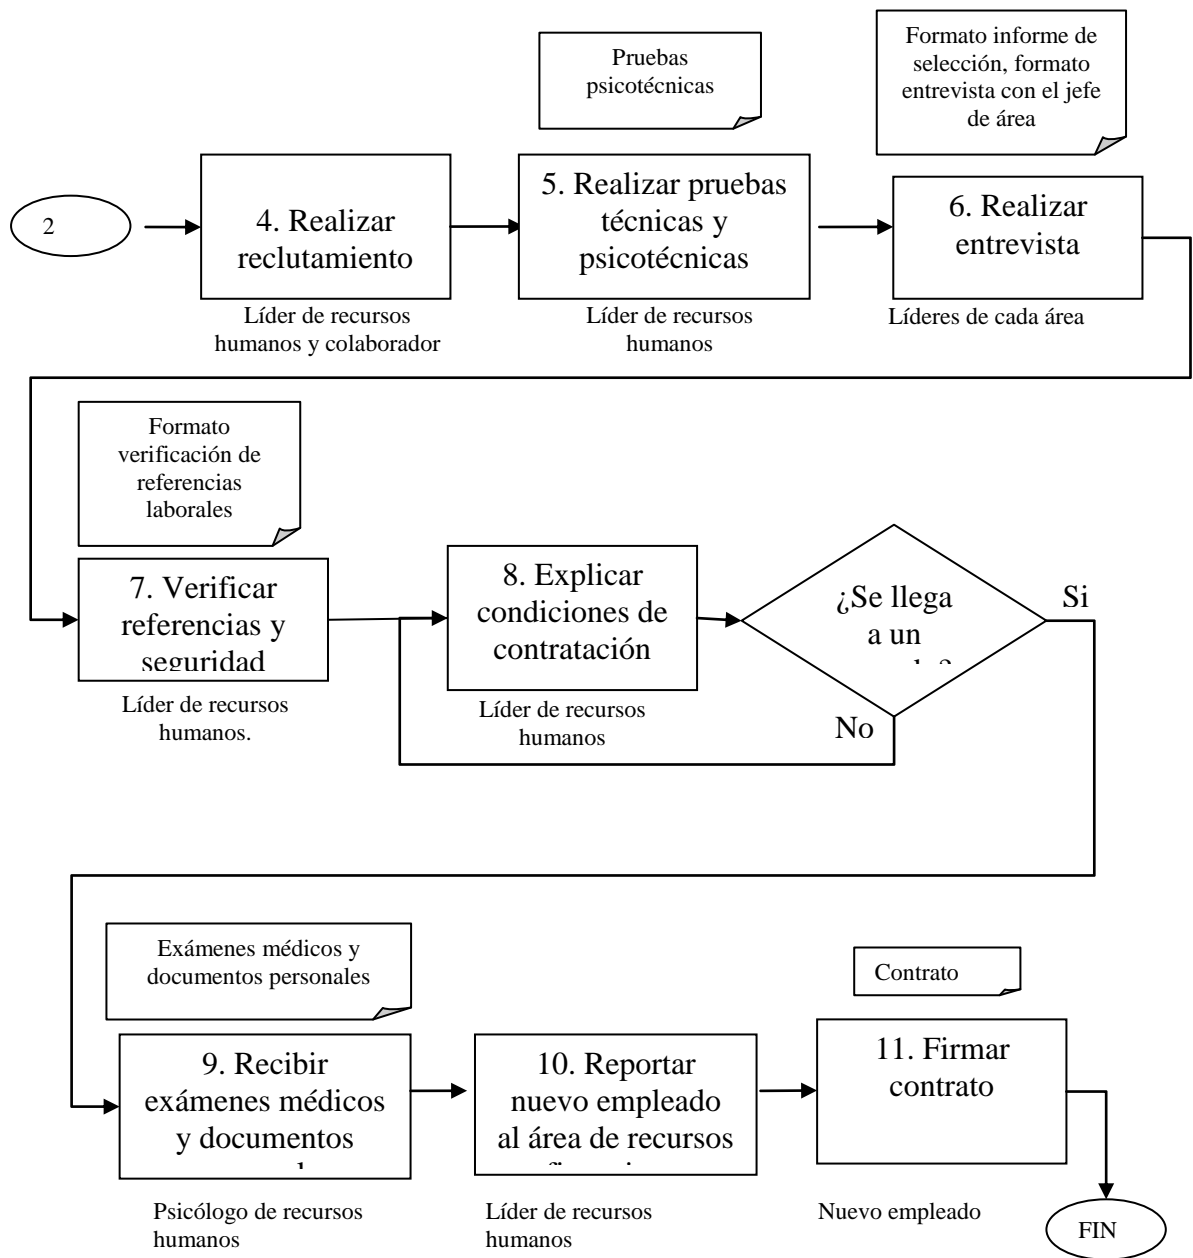 Pruebas
psicotécnicas
Formato informe de
selección, formato
entrevista con el jefe
de área
2
4. Realizar
reclutamiento
5. Realizar pruebas
técnicas y
psicotécnicas
6. Realizar
entrevista
Líder de recursos
humanos y colaborador
Líder de recursos
humanos
Líderes de cada área
Formato
verificación de
referencias
laborales
7. Verificar
referencias y
seguridad
8. Explicar
condiciones de
contratación
¿Se llega
a un
Si
No
Líder de recursos
humanos.
Líder de recursos
humanos
Exámenes médicos y
documentos personales
Contrato
9. Recibir
exámenes médicos
y documentos
10. Reportar
nuevo empleado
al área de recursos
11. Firmar
contrato
Psicólogo de recursos
humanos
Líder de recursos
humanos
Nuevo empleado
FIN